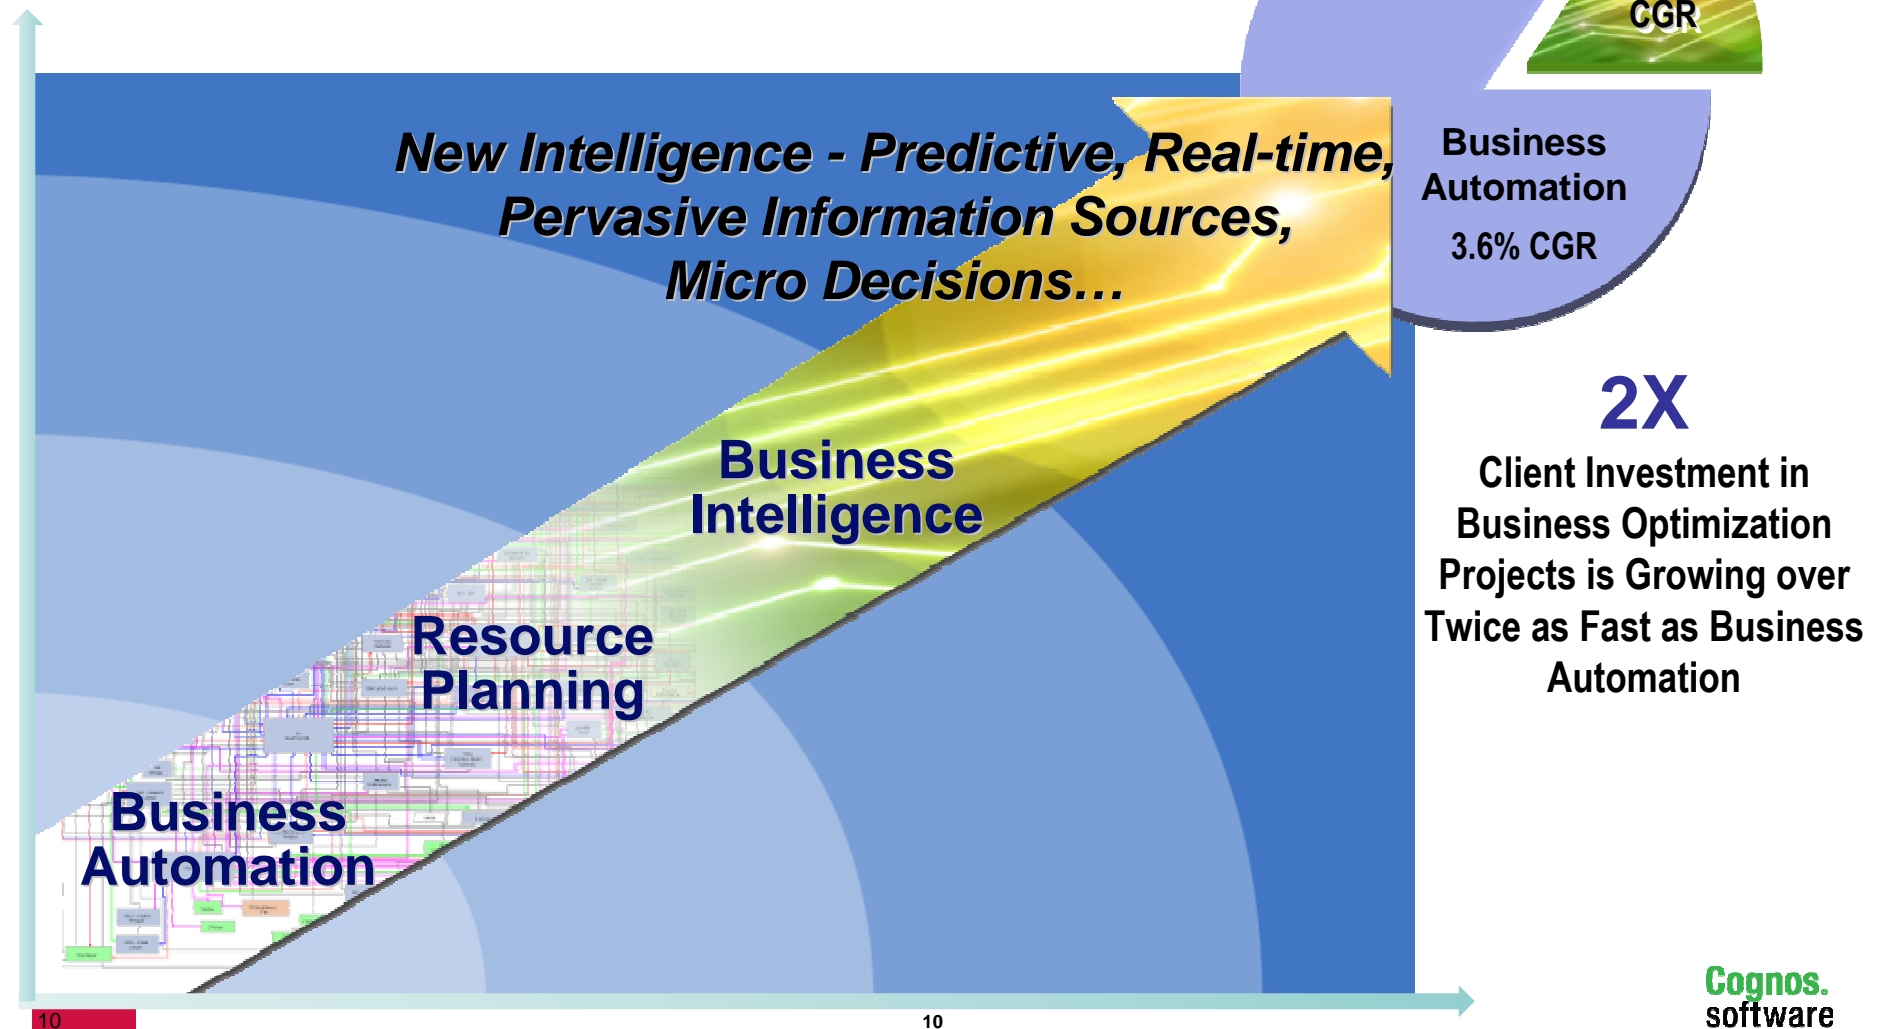 CGR
New Intelligence - Predictive, Real-time,
Pervasive Information Sources,
Micro Decisions…
Business
Automation
3.6% CGR
2X
Client Investment in
Business Optimization
Projects is Growing over
Twice as Fast as Business
Automation
Business
Intelligence
Resource
Planning
Business
Automation
Cognos.
software
10
10